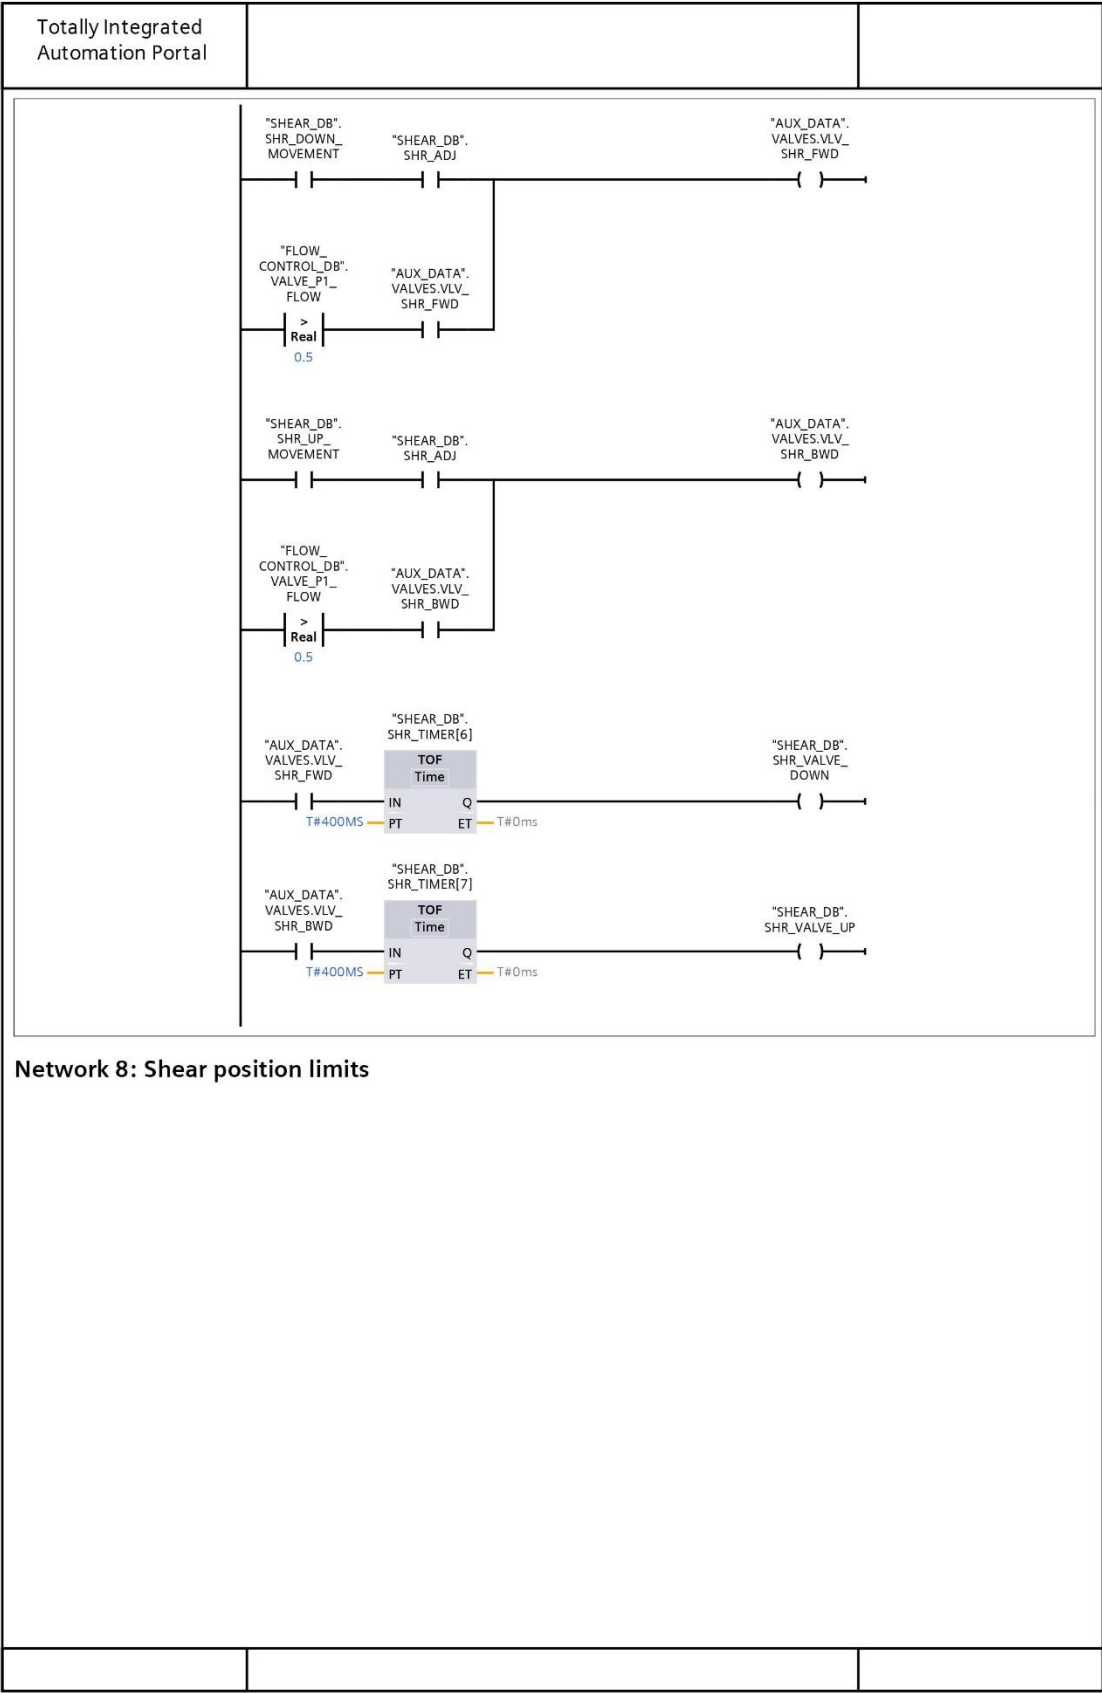 Totally Integrated
Automation Portal
"SHEAR_DB".
SHR_DOWN_
MOVEMENT
"SHEAR_DB".
SHR_ADJ
"AUX_DATA".
VALVES.VLV_
SHR_FWD
"FLOW_
CONTROL_DB".
VALVE_P1_
FLOW
"AUX_DATA".
VALVES.VLV_
SHR_FWD
>
Real
0.5
"SHEAR_DB".
SHR_UP_
MOVEMENT
"SHEAR_DB".
SHR_ADJ
"AUX_DATA".
VALVES.VLV_
SHR_BWD
"FLOW_
CONTROL_DB".
VALVE_P1_
FLOW
"AUX_DATA".
VALVES.VLV_
SHR_BWD
>
Real
0.5
"AUX_DATA".
VALVES.VLV_
SHR_FWD
"SHEAR_DB".
SHR_TIMER[6]
TOF
Time
IN Q
T#400MS PT ET T#0ms
"SHEAR_DB".
SHR_VALVE_
DOWN
"AUX_DATA".
VALVES.VLV_
SHR_BWD
"SHEAR_DB".
SHR_TIMER[7]
TOF
Time
IN Q
T#400MS PT ET T#0ms
"SHEAR_DB".
SHR_VALVE_UP
Network 8: Shear position limits